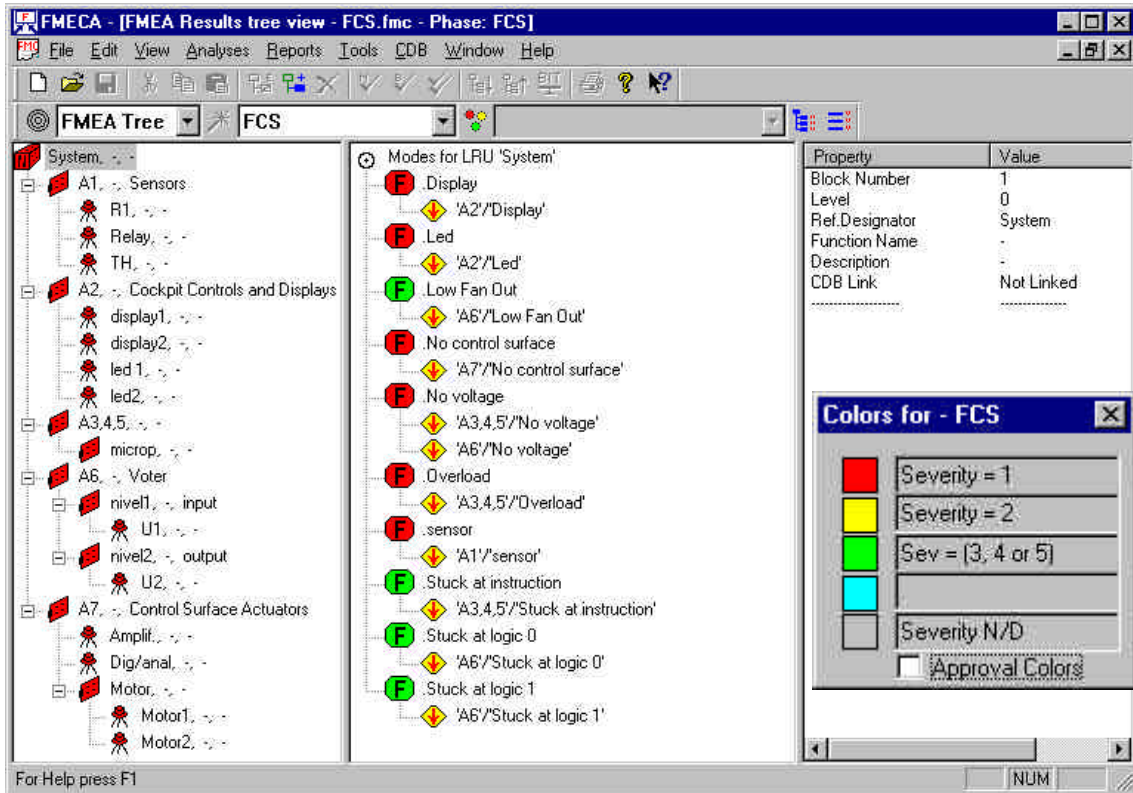 FMECA - [FMEA Results tree view - FCS.fmc - Phase: FCS]
File Edit View Analyses Reports Tools CDB Window Help
FMEA Tree FCS
System, -, -
A1, -, Sensors
R1, -, -
Relay, -, -
TH, -, -
A2, -, Cockpit Controls and Displays
display1, -, -
display2, -, -
led 1, -, -
led2, -, -
A3,4,5, -, -
microp, -, -
A6, -, Voter
nivel1, -, input
U1, -, -
nivel2, -, output
U2, -, -
A7, -, Control Surface Actuators
Amplif., -, -
Dig/anal, -, -
Motor, -, -
Motor1, -, -
Motor2, -, -
Modes for LRU 'System'
F .Display
'A2'/'Display'
F .Led
'A2'/'Led'
F .Low Fan Out
'A6'/'Low Fan Out'
F .No control surface
'A7'/'No control surface'
F .No voltage
'A3,4,5'/'No voltage'
'A6'/'No voltage'
F .Overload
'A3,4,5'/'Overload'
F .sensor
'A1'/'sensor'
F .Stuck at instruction
'A3,4,5'/'Stuck at instruction'
F .Stuck at logic 0
'A6'/'Stuck at logic 0'
F .Stuck at logic 1
'A6'/'Stuck at logic 1'
Property Value
Block Number 1
Level 0
Ref.Designator System
Function Name -
Description -
CDB Link Not Linked
-------------------- ---------------
Colors for - FCS
Severity = 1
Severity = 2
Sev = (3, 4 or 5)
Severity N/D
Approval Colors
For Help press F1 NUM